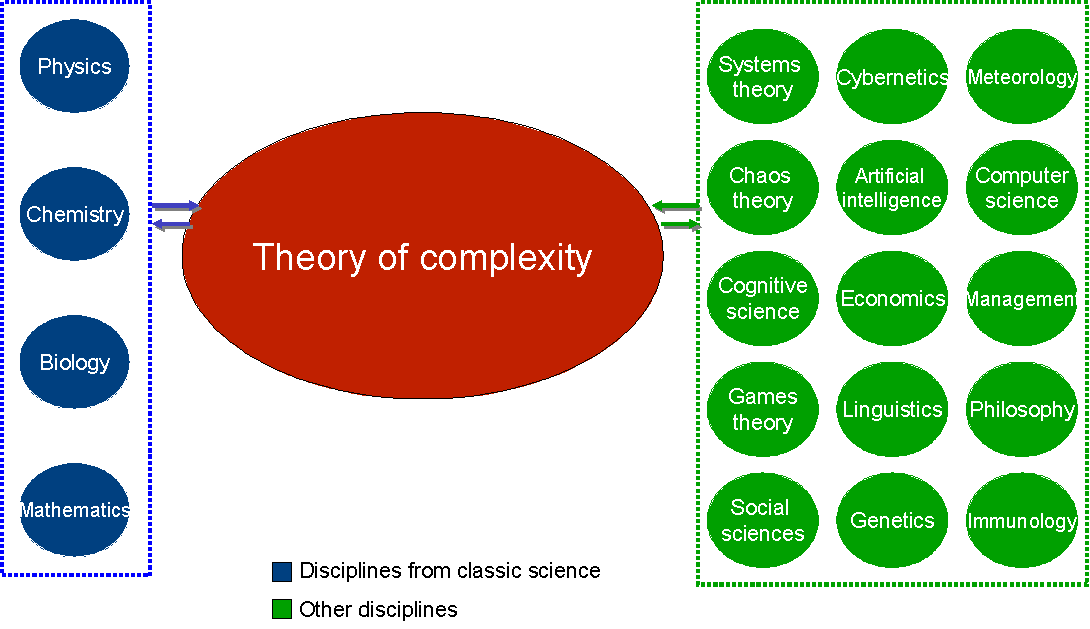 Physics
Chemistry
Biology
Mathematics
Theory of complexity
Systems
theory
Cybernetics
Meteorology
Chaos
theory
Artificial
intelligence
Computer
science
Cognitive
science
Economics
Management
Games
theory
Linguistics
Philosophy
Social
sciences
Genetics
Immunology
Disciplines from classic science
Other disciplines